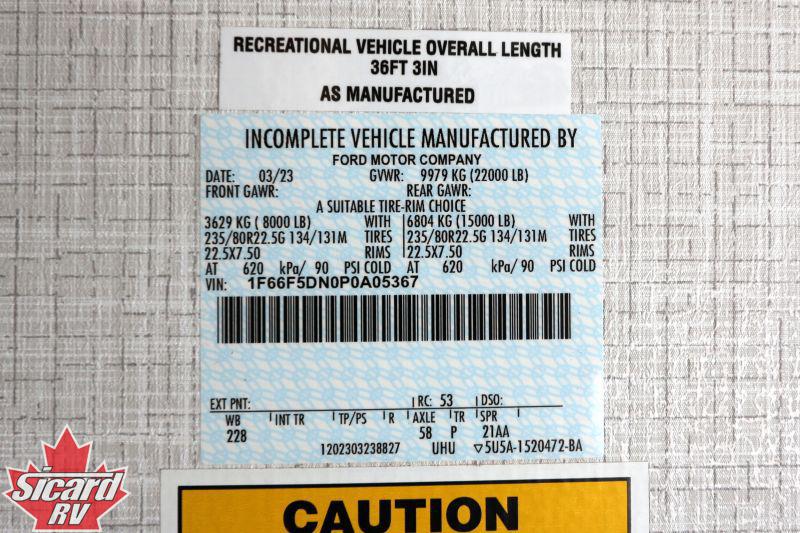 RECREATIONAL VEHICLE OVERALL LENGTH
36FT 3IN
AS MANUFACTURED
INCOMPLETE VEHICLE MANUFACTURED BY
FORD MOTOR COMPANY
DATE: 03/23 GVWR: 9979 KG (22000 LB)
FRONT GAWR: REAR GAWR:
A SUITABLE TIRE-RIM CHOICE
3629 KG ( 8000 LB) WITH 6804 KG (15000 LB) WITH
235/80R22.5G 134/131M TIRES 235/80R22.5G 134/131M TIRES
22.5X7.50 RIMS 22.5X7.50 RIMS
AT 620 kPa/ 90 PSI COLD AT 620 kPa/ 90 PSI COLD
VIN: 1F66F5DN0P0A05367
EXT PNT: RC: 53 DSO:
WB INT TR TP/PS R AXLE TR SPR
228 58 P 21AA
1202303238827 UHU ▽5U5A-1520472-BA
CAUTION
Sicard
RV